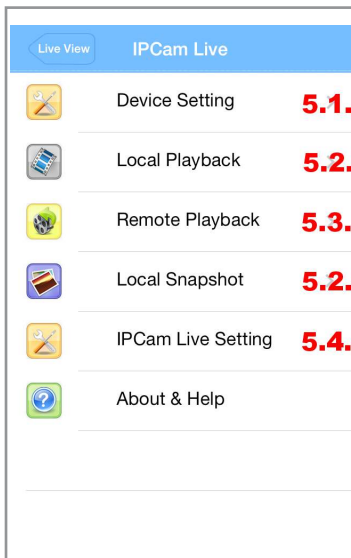 Live View IPCam Live
Device Setting 5.1.
Local Playback 5.2.
Remote Playback 5.3.
Local Snapshot 5.2.
IPCam Live Setting 5.4.
About & Help